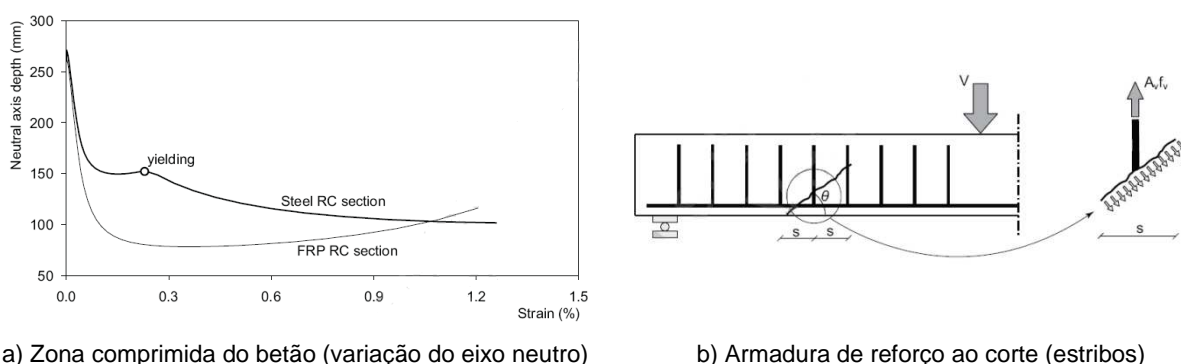 Neutral axis depth (mm)
300
250
200
150
100
50
0.0
0.3
0.6
0.9
1.2
1.5
Strain (%)
yielding
Steel RC section
FRP RC section
a) Zona comprimida do betão (variação do eixo neutro)
V
θ
s
s
Aᵥfᵥ
s
b) Armadura de reforço ao corte (estribos)